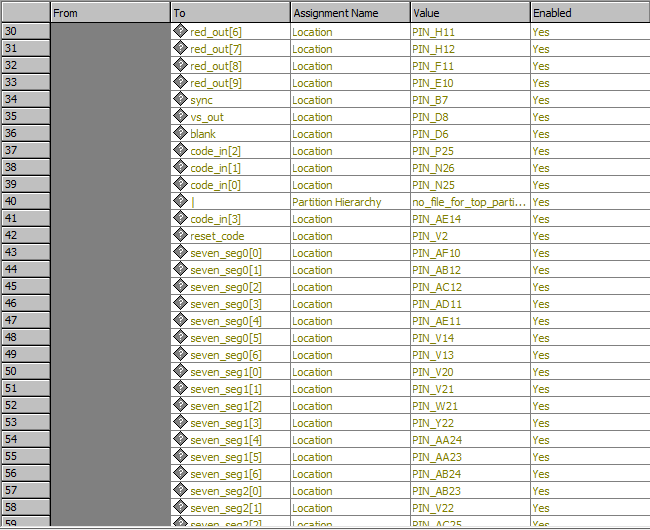 From To Assignment Name Value Enabled
30 red_out[6] Location PIN_H11 Yes
31 red_out[7] Location PIN_H12 Yes
32 red_out[8] Location PIN_F11 Yes
33 red_out[9] Location PIN_E10 Yes
34 sync Location PIN_B7 Yes
35 vs_out Location PIN_D8 Yes
36 blank Location PIN_D6 Yes
37 code_in[2] Location PIN_P25 Yes
38 code_in[1] Location PIN_N26 Yes
39 code_in[0] Location PIN_N25 Yes
40 | Partition Hierarchy no_file_for_top_parti... Yes
41 code_in[3] Location PIN_AE14 Yes
42 reset_code Location PIN_V2 Yes
43 seven_seg0[0] Location PIN_AF10 Yes
44 seven_seg0[1] Location PIN_AB12 Yes
45 seven_seg0[2] Location PIN_AC12 Yes
46 seven_seg0[3] Location PIN_AD11 Yes
47 seven_seg0[4] Location PIN_AE11 Yes
48 seven_seg0[5] Location PIN_V14 Yes
49 seven_seg0[6] Location PIN_V13 Yes
50 seven_seg1[0] Location PIN_V20 Yes
51 seven_seg1[1] Location PIN_V21 Yes
52 seven_seg1[2] Location PIN_W21 Yes
53 seven_seg1[3] Location PIN_Y22 Yes
54 seven_seg1[4] Location PIN_AA24 Yes
55 seven_seg1[5] Location PIN_AA23 Yes
56 seven_seg1[6] Location PIN_AB24 Yes
57 seven_seg2[0] Location PIN_AB23 Yes
58 seven_seg2[1] Location PIN_V22 Yes
59 seven_seg2[2] Location PIN_AC25 Yes